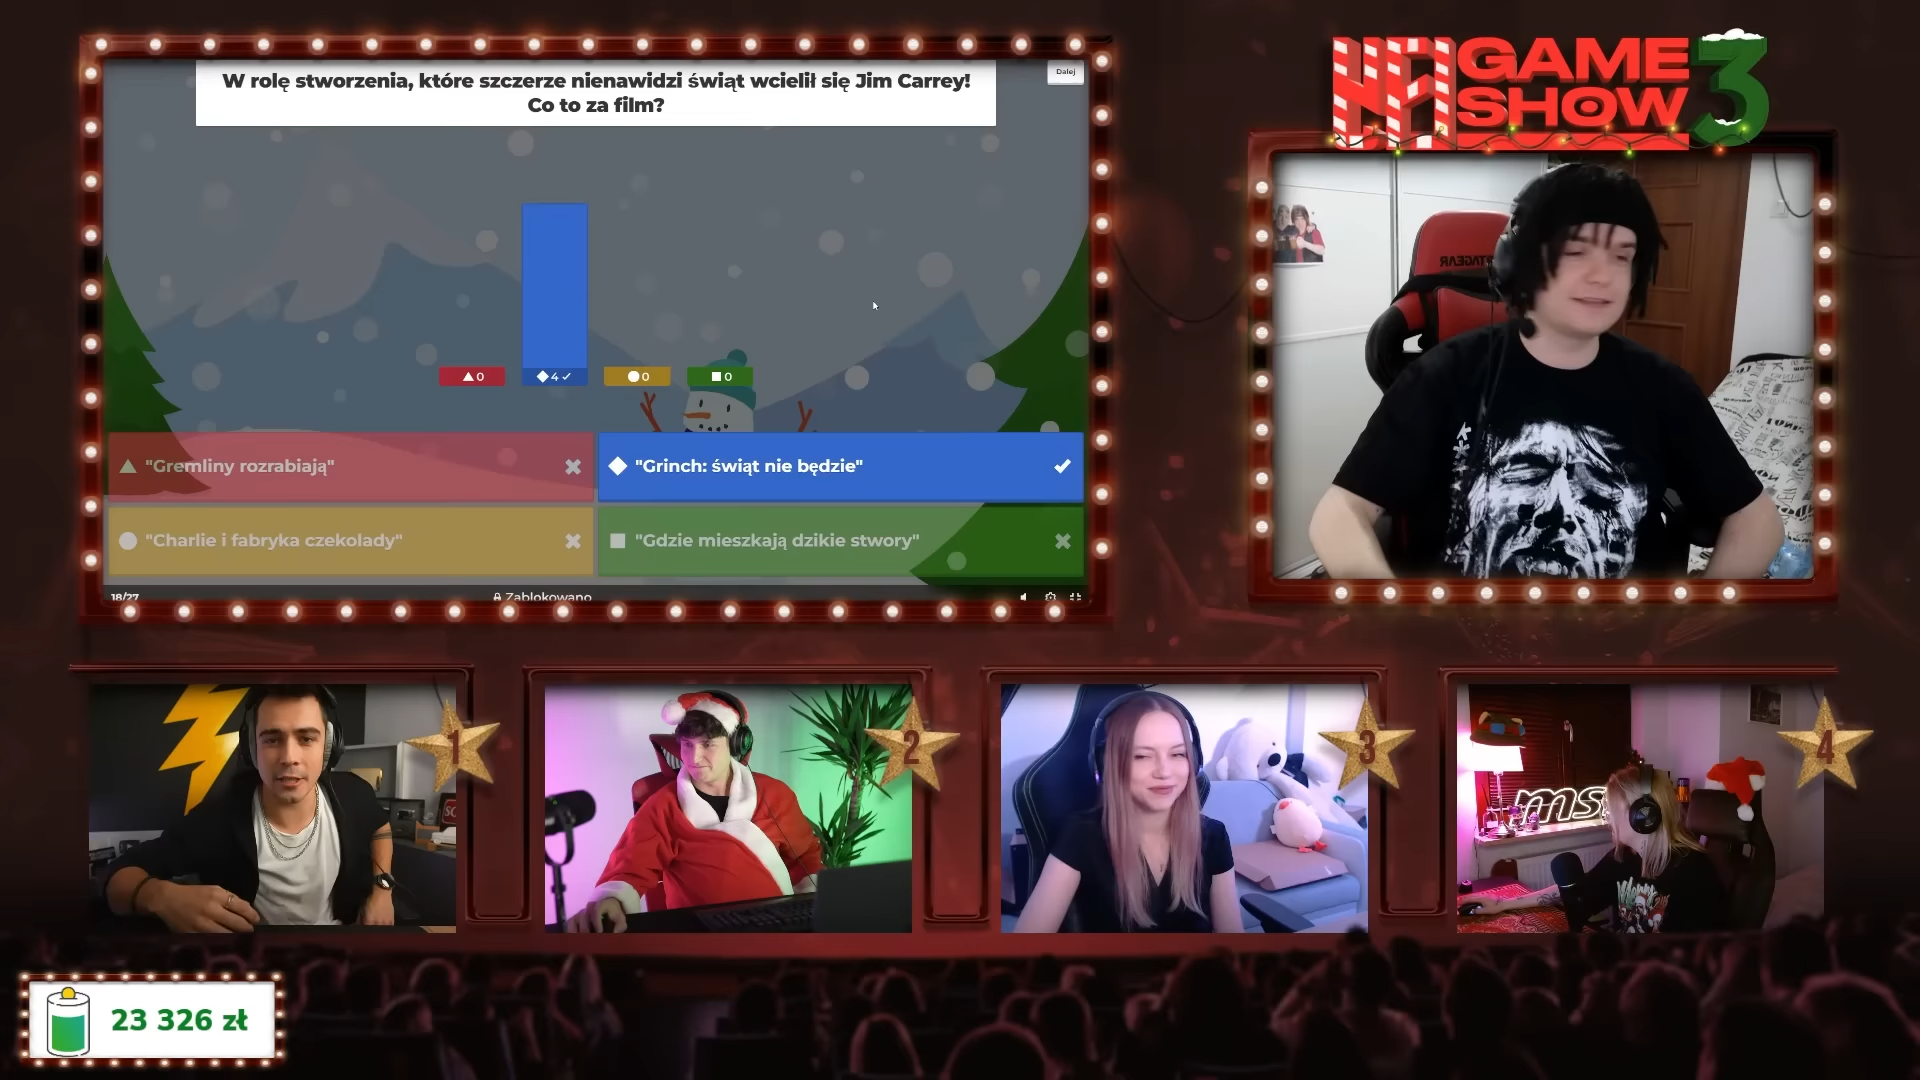 W rolę stworzenia, które szczerze nienawidzi świąt wcielił się Jim Carrey!
Co to za film?
Dalej
GAME
SHOW
3
0
4
0
0
"Gremliny rozrabiają"
"Grinch: świąt nie będzie"
"Charlie i fabryka czekolady"
"Gdzie mieszkają dzikie stwory"
18/27
Zablokowano
1
2
3
4
23 326 zł